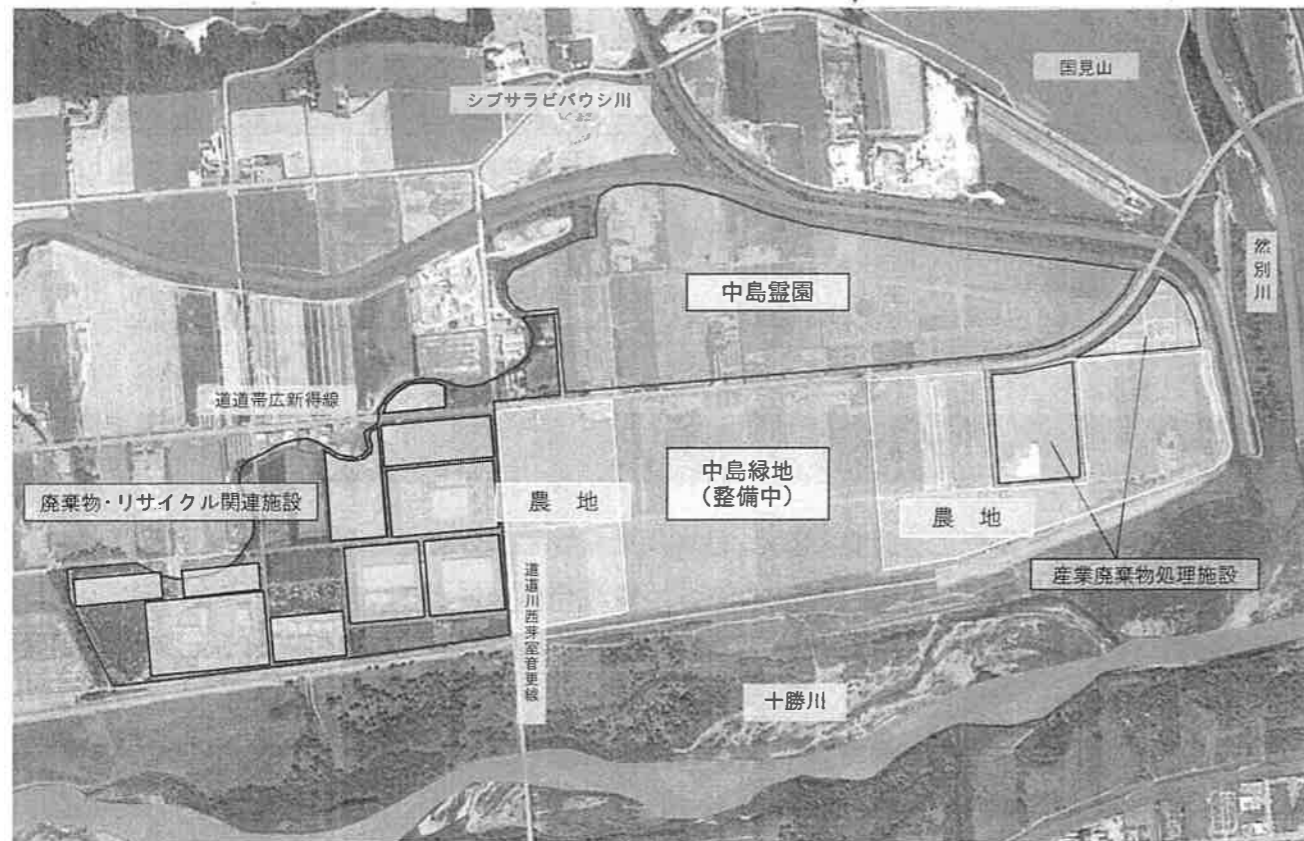 国見山
シブサラビバウシ川
然別川
中島霊園
道道帯広新得線
中島緑地
(整備中)
廃棄物・リサイクル関連施設
農 地
農 地
産業廃棄物処理施設
道道川西芽室音更線
十勝川